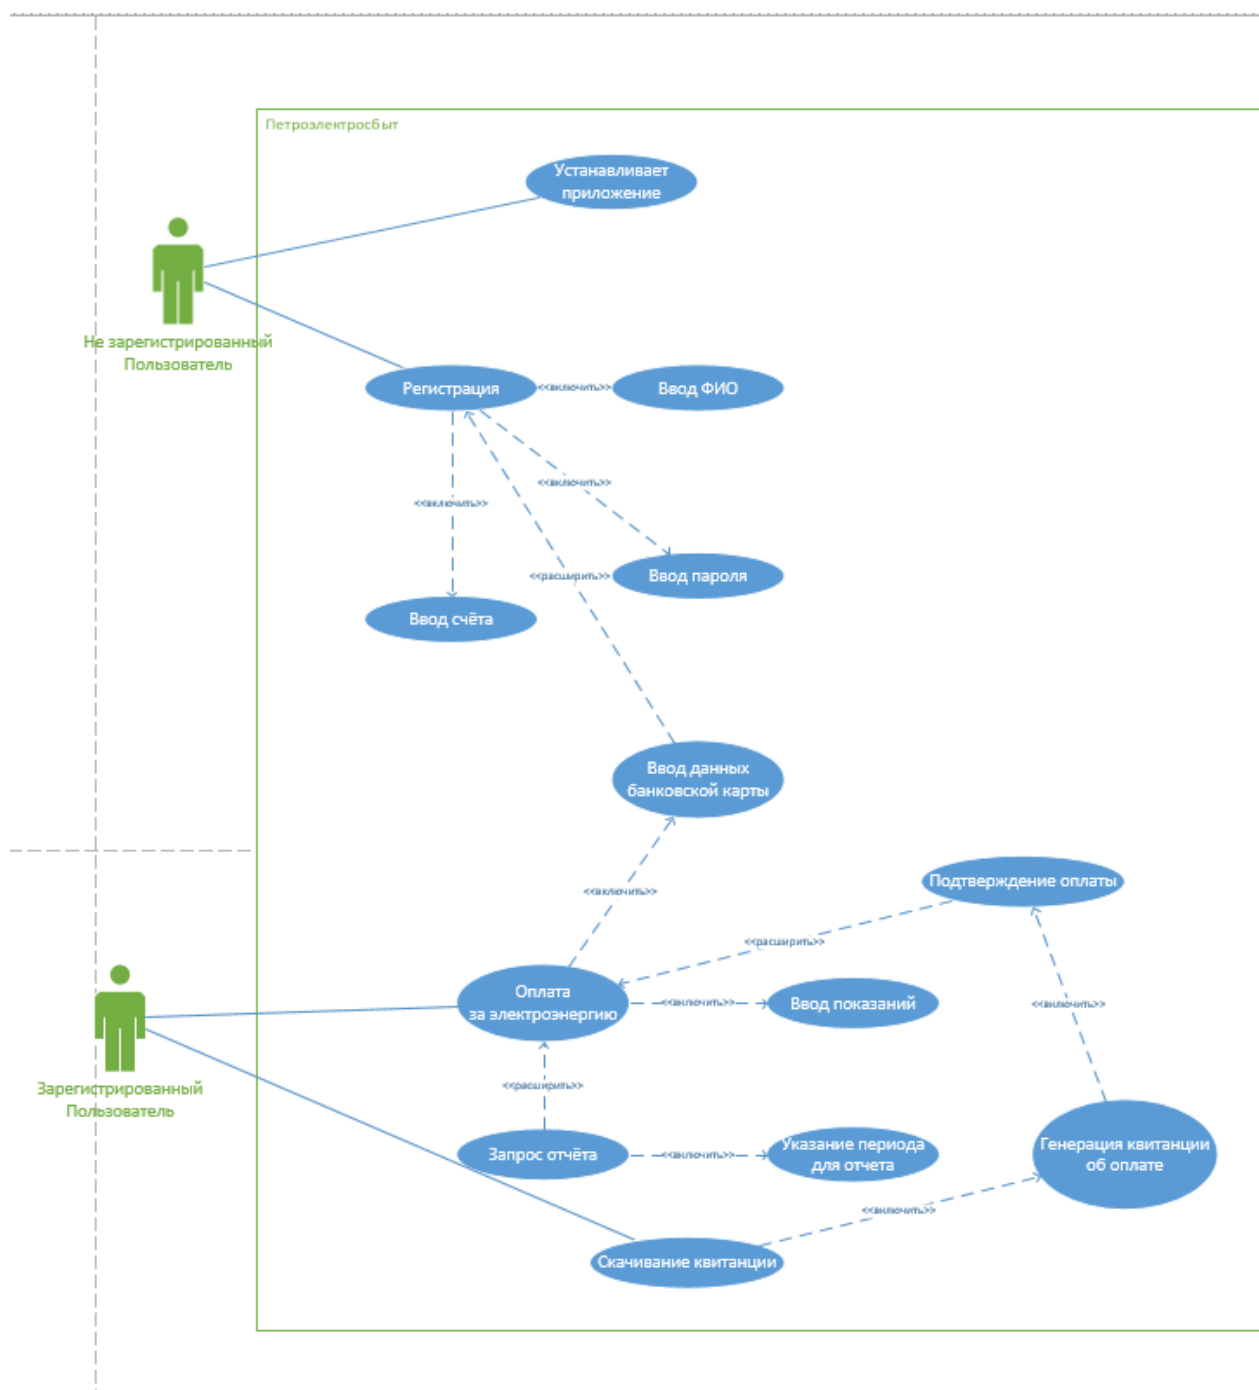 Петроэлектросбыт
Устанавливает
приложение
Не зарегистрированный
Пользователь
Регистрация
<<включить>>
Ввод ФИО
<<включить>>
<<включить>>
<<расширить>>
Ввод пароля
Ввод счёта
Ввод данных
банковской карты
<<включить>>
Подтверждение оплаты
<<расширить>>
Оплата
за электроэнергию
<<включить>>
Ввод показаний
<<включить>>
Зарегистрированный
Пользователь
<<расширить>>
Запрос отчёта
<<включить>>
Указание периода
для отчета
Генерация квитанции
об оплате
<<включить>>
Скачивание квитанции